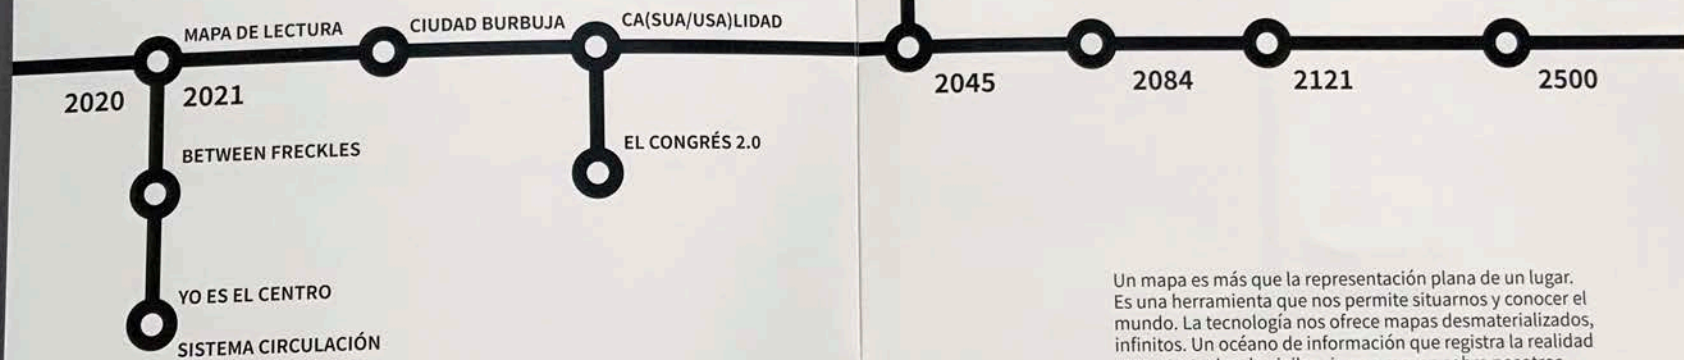 MAPA DE LECTURA
CIUDAD BURBUJA
CA(SUA/USA)LIDAD
2020
2021
2045
2084
2121
2500
BETWEEN FRECKLES
EL CONGRÉS 2.0
YO ES EL CENTRO
SISTEMA CIRCULACIÓN
Un mapa es más que la representación plana de un lugar.
Es una herramienta que nos permite situarnos y conocer el
mundo. La tecnología nos ofrece mapas desmaterializados,
infinitos. Un océano de información que registra la realidad